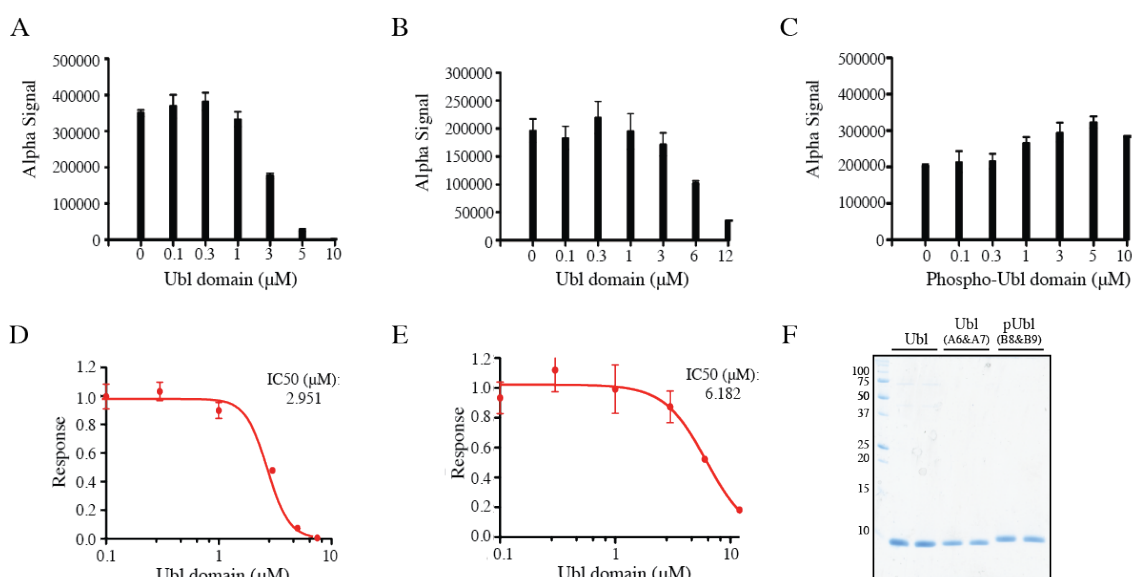 A
B
C
Alpha Signal
500000
400000
300000
200000
100000
0
0 0.1 0.3 1 3 5 10
Ubl domain (µM)
Alpha Signal
300000
250000
200000
150000
100000
50000
0
0 0.1 0.3 1 3 6 12
Ubl domain (µM)
Alpha Signal
500000
400000
300000
200000
100000
0
0 0.1 0.3 1 3 5 10
Phospho-Ubl domain (µM)
D
E
F
Response
1.2
1.0
0.8
0.6
0.4
0.2
0.0
IC50 (µM):
2.951
0.1 1 10
Ubl domain (µM)
Response
1.2
1.0
0.8
0.6
0.4
0.2
0.0
IC50 (µM):
6.182
0.1 1 10
Ubl domain (µM)
Ubl
Ubl
(A6&A7)
pUbl
(B8&B9)
100
75
50
37
25
20
15
10